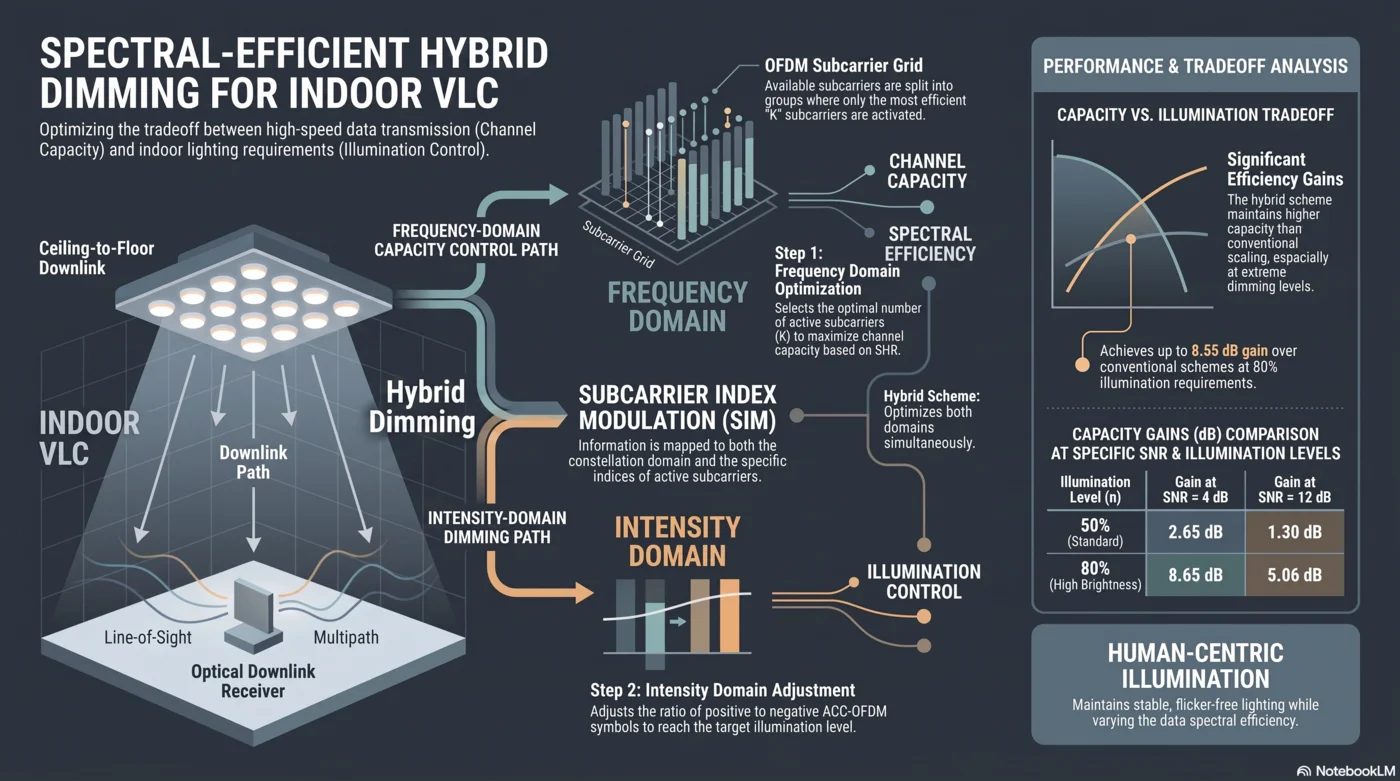 SPECTRAL-EFFICIENT HYBRID
DIMMING FOR INDOOR VLC
Optimizing the tradeoff between high-speed data transmission (Channel
Capacity) and indoor lighting requirements (Illumination Control).
Ceiling-to-Floor
Downlink
INDOOR
VLC
Downlink
Path
Line-of-Sight
Multipath
Optical Downlink
Receiver
FREQUENCY-DOMAIN
CAPACITY CONTROL PATH
Hybrid
Dimming
INTENSITY-DOMAIN
DIMMING PATH
OFDM Subcarrier Grid
Available subcarriers are split into
groups where only the most efficient
"K" subcarriers are activated.
Subcarrier Grid
FREQUENCY
DOMAIN
CHANNEL
CAPACITY
SPECTRAL
EFFICIENCY
Step 1:
Frequency Domain
Optimization
Selects the optimal number
of active subcarriers
(K) to maximize channel
capacity based on SHR.
SUBCARRIER INDEX
MODULATION (SIM)
Information is mapped to both the
constellation domain and the specific
indices of active subcarriers.
Hybrid Scheme:
Optimizes both
domains
simultaneously.
INTENSITY
DOMAIN
ILLUMINATION
CONTROL
Step 2: Intensity Domain Adjustment
Adjusts the ratio of positive to negative ACC-OFDM
symbols to reach the target illumination level.
PERFORMANCE & TRADEOFF ANALYSIS
CAPACITY VS. ILLUMINATION TRADEOFF
Significant
Efficiency Gains
The hybrid scheme
maintains higher
capacity than
conventional
scaling, espacially
at extreme
dimming levels.
Achieves up to 8.55 dB gain over
conventional schemes at 80%
illumination requirements.
CAPACITY GAINS (dB) COMPARISON
AT SPECIFIC SNR & ILLUMINATION LEVELS
Illumination Level (n) Gain at SNR = 4 dB Gain at SNR = 12 dB
50% (Standard) 2.65 dB 1.30 dB
80% (High Brightness) 8.65 dB 5.06 dB
HUMAN-CENTRIC
ILLUMINATION
Maintains stable, flicker-free lighting while
varying the data spectral efficiency.
NotebookLM